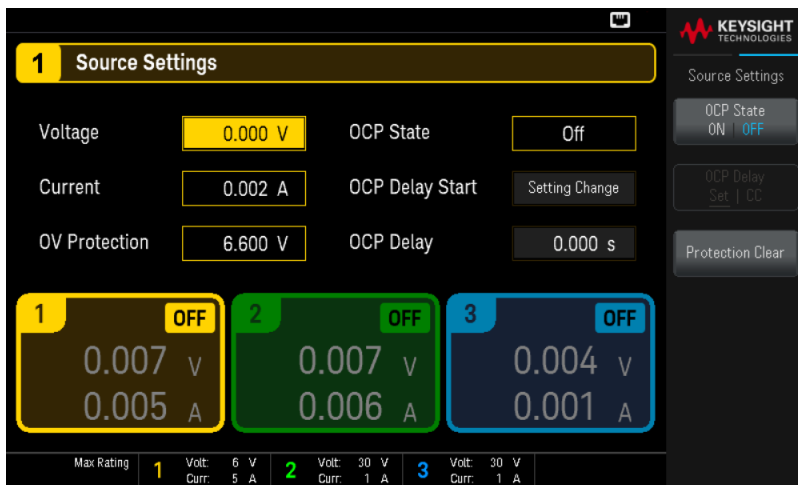 KEYSIGHT
TECHNOLOGIES
1 Source Settings
Source Settings
Voltage 0.000 V OCP State Off
OCP State
ON | OFF
Current 0.002 A OCP Delay Start Setting Change
OCP Delay
Set | CC
OV Protection 6.600 V OCP Delay 0.000 s
Protection Clear
1 OFF 2 OFF 3 OFF
0.007 V 0.007 V 0.004 V
0.005 A 0.006 A 0.001 A
Max Rating 1 Volt: 6 V 2 Volt: 30 V 3 Volt: 30 V
Curr: 5 A Curr: 1 A Curr: 1 A